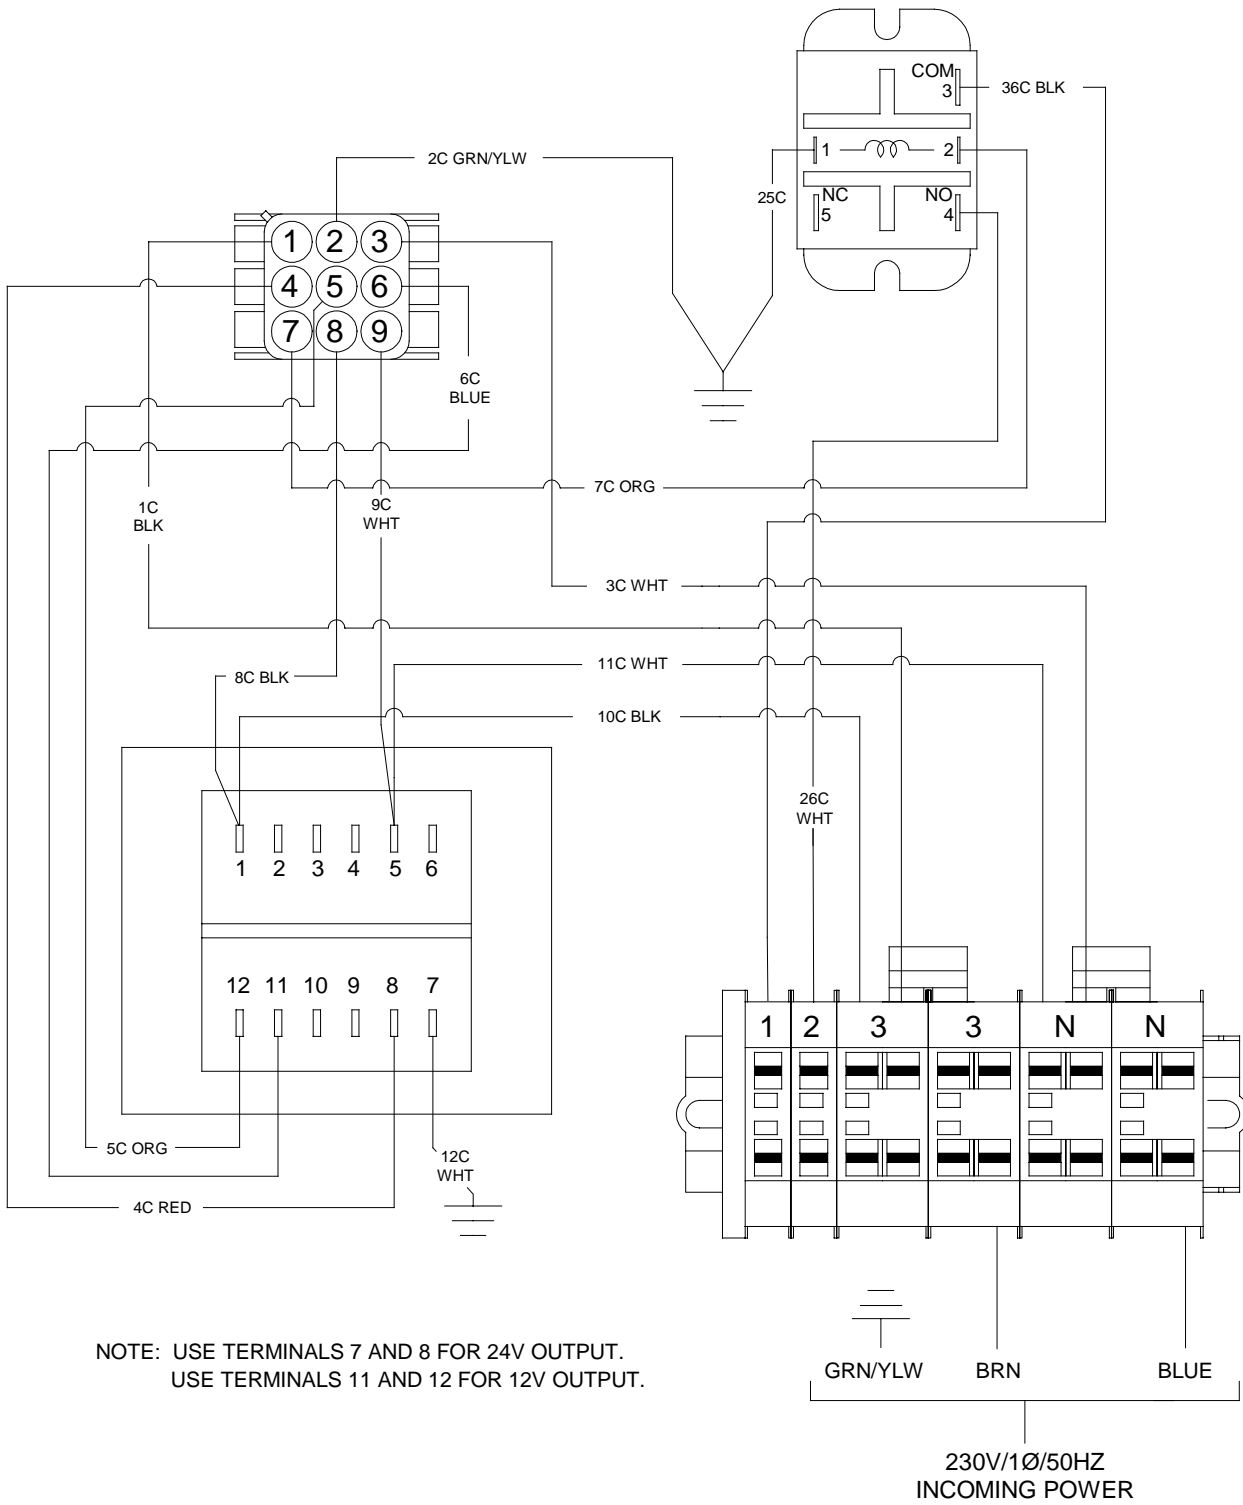 COM
3
36C BLK
2C GRN/YLW
1
2
25C
NC
5
NO
4
1 2 3
4 5 6
7 8 9
6C
BLUE
7C ORG
1C
BLK
9C
WHT
3C WHT
11C WHT
8C BLK
10C BLK
26C
WHT
1 2 3 4 5 6
12 11 10 9 8 7
1 2 3 3 N N
5C ORG
12C
WHT
4C RED
NOTE: USE TERMINALS 7 AND 8 FOR 24V OUTPUT.
USE TERMINALS 11 AND 12 FOR 12V OUTPUT.
GRN/YLW BRN BLUE
230V/1Ø/50HZ
INCOMING POWER